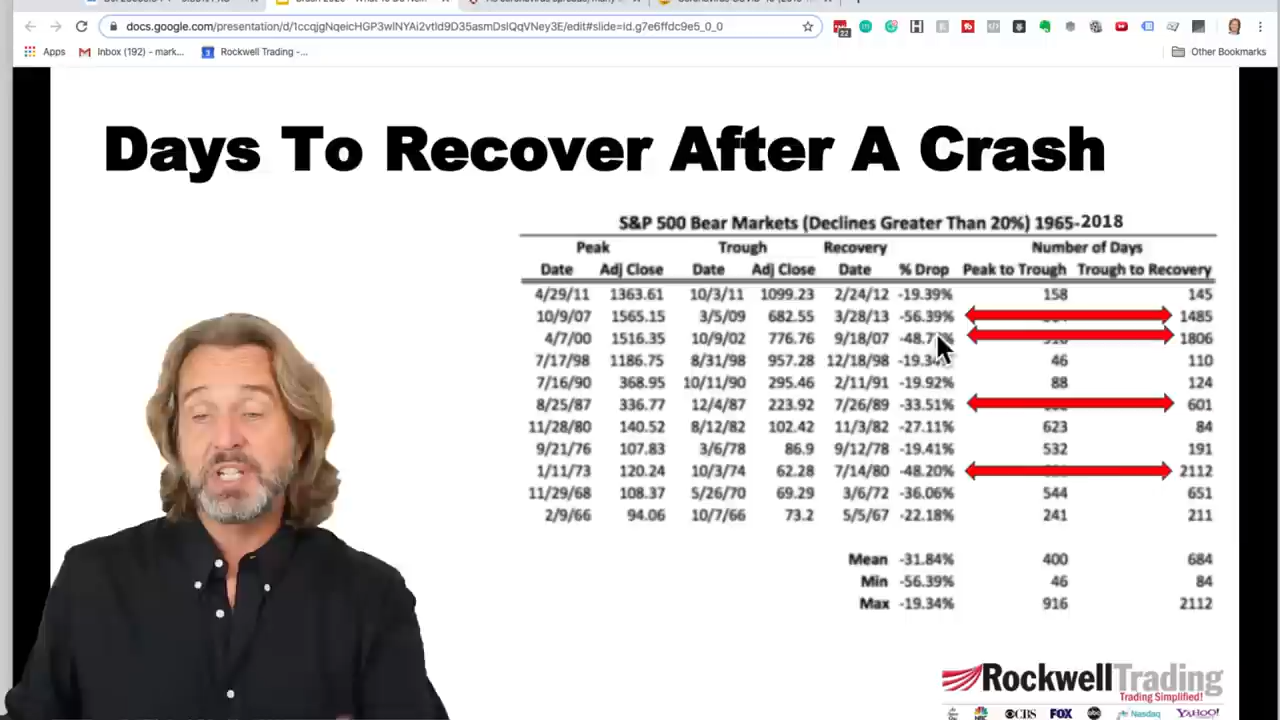 docs.google.com/presentation/d/1ccqjgNqeicHGP3wlNYAi2vtId9D35asmDsIQqVNey3E/edit#slide=id.g7e6ffdc9e5_0_0
22
Apps Inbox (192) - mark... Rockwell Trading -... Other Bookmarks
Days To Recover After A Crash
S&P 500 Bear Markets (Declines Greater Than 20%) 1965-2018
Peak Trough Recovery Number of Days
Date Adj Close Date Adj Close Date % Drop Peak to Trough Trough to Recovery
4/29/11 1363.61 10/3/11 1099.23 2/24/12 -19.39% 158 145
10/9/07 1565.15 3/5/09 682.55 3/28/13 -56.39% 1485
4/7/00 1516.35 10/9/02 776.76 9/18/07 1806
7/17/98 1186.75 8/31/98 957.28 12/18/98 46 110
7/16/90 368.95 10/11/90 295.46 2/11/91 -19.92% 88 124
8/25/87 336.77 12/4/87 223.92 7/26/89 -33.51% 601
11/28/80 140.52 8/12/82 102.42 11/3/82 -27.11% 623 84
9/21/76 107.83 3/6/78 86.9 9/12/78 -19.41% 532 191
1/11/73 120.24 10/3/74 62.28 7/14/80 -48.20% 2112
11/29/68 108.37 5/26/70 69.29 3/6/72 -36.06% 544 651
2/9/66 94.06 10/7/66 73.2 5/5/67 -22.18% 241 211
Mean -31.84% 400 684
Min -56.39% 46 84
Max -19.34% 916 2112
RockwellTrading
Trading Simplified!
NBC CBS FOX abc Nasdaq YAHOO!